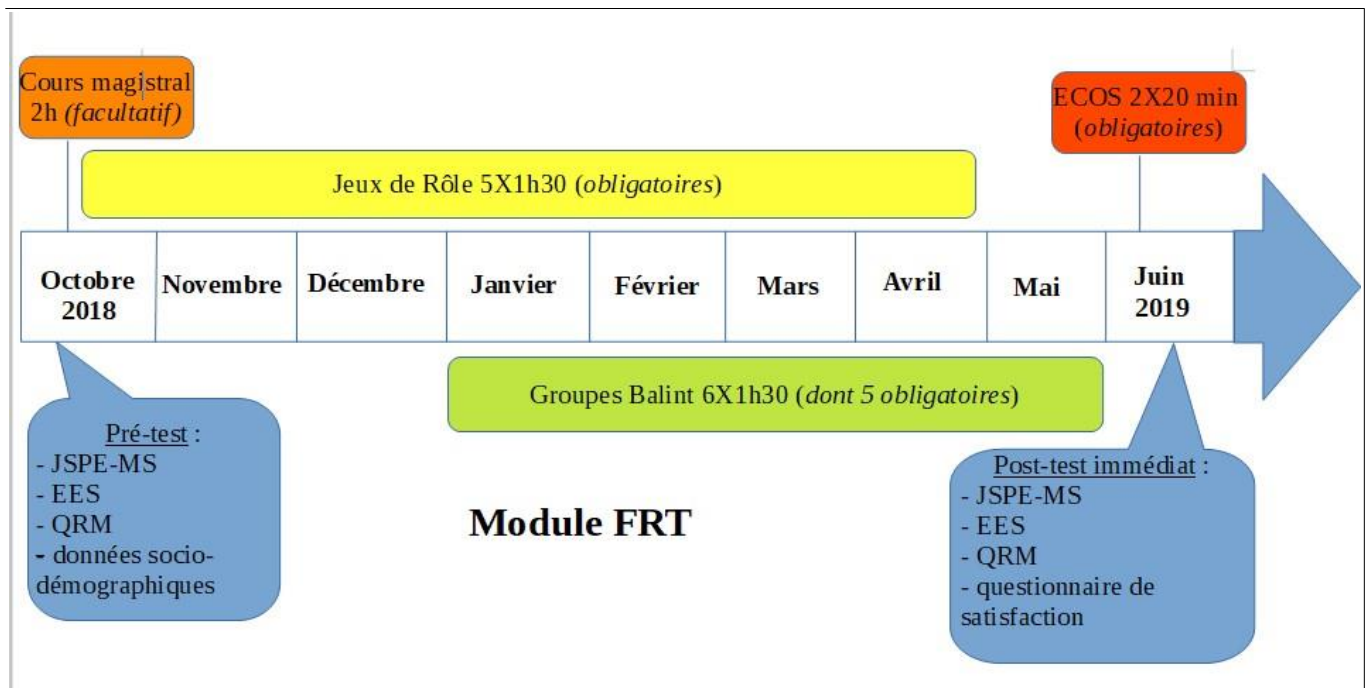 Cours magistral
2h (facultatif)
ECOS 2X20 min
(obligatoires)
Jeux de Rôle 5X1h30 (obligatoires)
Octobre
2018
Novembre
Décembre
Janvier
Février
Mars
Avril
Mai
Juin
2019
Groupes Balint 6X1h30 (dont 5 obligatoires)
Pré-test :
- JSPE-MS
- EES
- QRM
- données socio-
démographiques
Module FRT
Post-test immédiat :
- JSPE-MS
- EES
- QRM
- questionnaire de
satisfaction